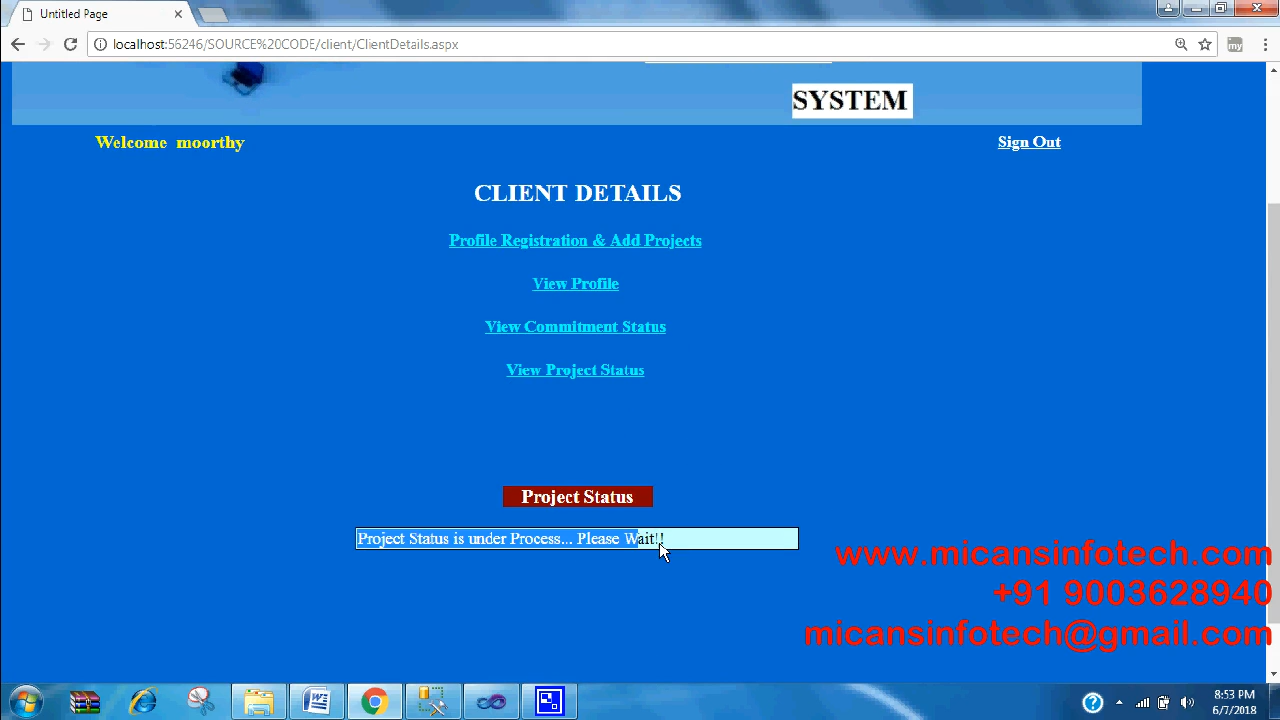 Untitled Page
localhost:56246/SOURCE%20CODE/client/ClientDetails.aspx
my
SYSTEM
Welcome moorthy
Sign Out
CLIENT DETAILS
Profile Registration & Add Projects
View Profile
View Commitment Status
View Project Status
Project Status
Project Status is under Process... Please Wait!!
www.micansinfotech.com
+91 9003628940
micansinfotech@gmail.com
8:53 PM
6/7/2018